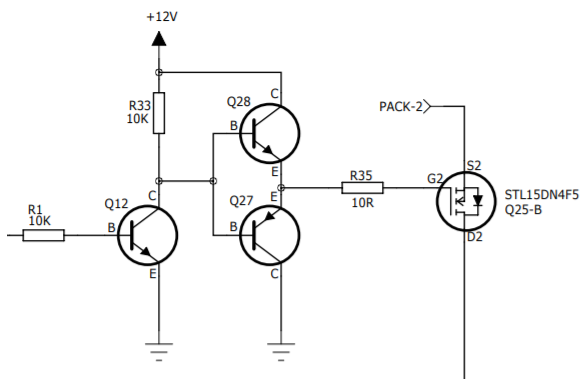 +12V
C
R33
10K
Q28
B
PACK-2
E
S2
C
Q12
Q27
E
R35
G2
STL15DN4F5
Q25-B
R1
10K
B
B
10R
D2
E
C